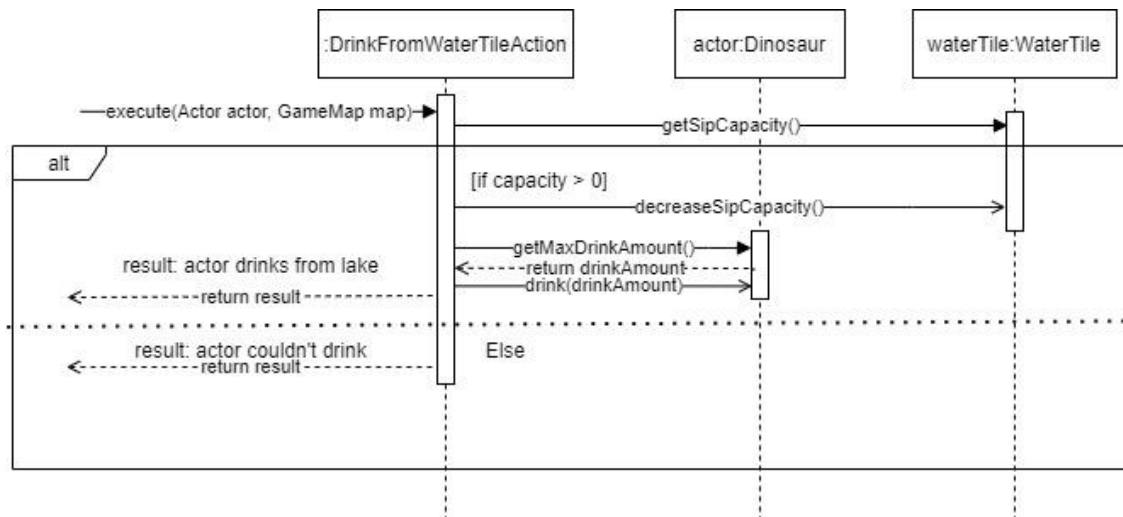 :DrinkFromWaterTileAction
actor:Dinosaur
waterTile:WaterTile
execute(Actor actor, GameMap map)
getSipCapacity()
alt
[if capacity > 0]
decreaseSipCapacity()
getMaxDrinkAmount()
result: actor drinks from lake
return drinkAmount
drink(drinkAmount)
return result
result: actor couldn't drink
Else
return result